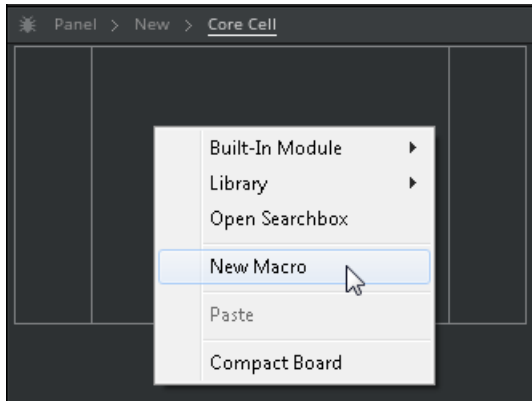 Panel > New > Core Cell
Built-In Module
Library
Open Searchbox
New Macro
Paste
Compact Board